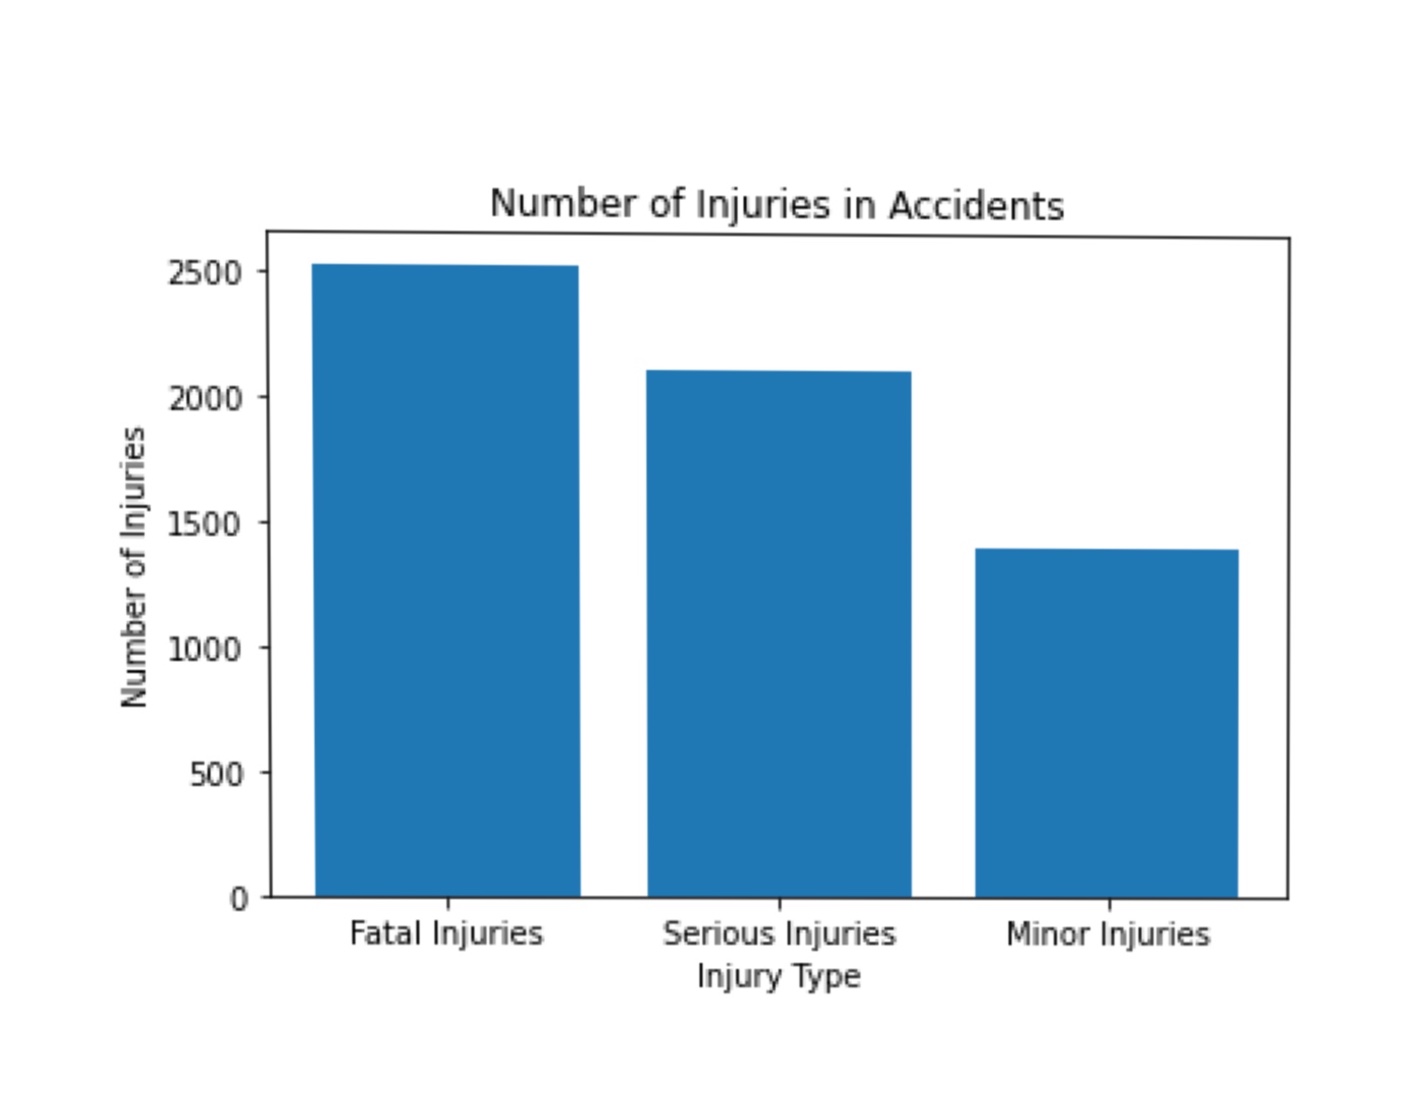 Number of Injuries in Accidents
2500
2000
1500
1000
500
0
Number of Injuries
Fatal Injuries Serious Injuries Minor Injuries
Injury Type